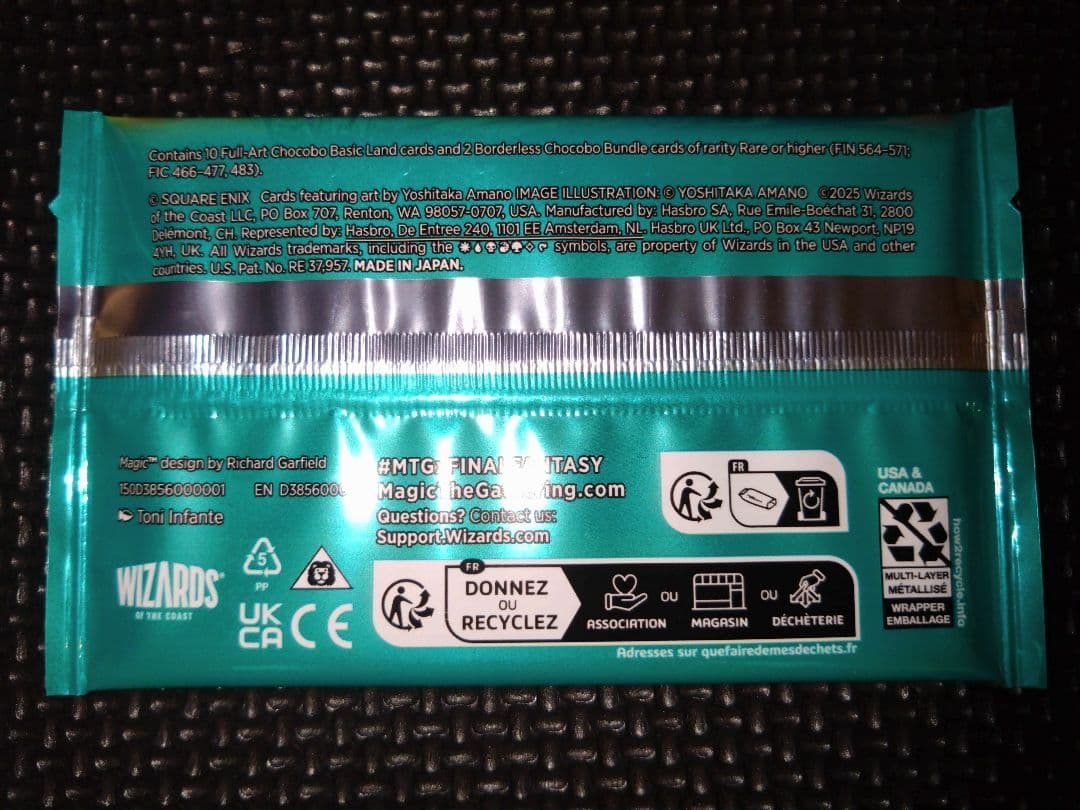 Contains 10 Full-Art Chocobo Basic Land cards and 2 Borderless Chocobo Bundle cards of rarity Rare or higher (FIN 564-571;
FIC 466-477, 483).
© SQUARE ENIX Cards featuring art by Yoshitaka Amano IMAGE ILLUSTRATION: © YOSHITAKA AMANO ©2025 Wizards
of the Coast LLC, PO Box 707, Renton, WA 98057-0707, USA. Manufactured by: Hasbro SA, Rue Emile-Boéchat 31, 2800
Delémont, CH. Represented by: Hasbro, De Entree 240, 1101 EE Amsterdam, NL. Hasbro UK Ltd., PO Box 43 Newport, NP19
4YH, UK. All Wizards trademarks, including the symbols, are property of Wizards in the USA and other
countries. U.S. Pat. No. RE 37,957. MADE IN JAPAN.
Magic™ design by Richard Garfield
150D3856000001 EN
Toni Infante
WIZARDS®
OF THE COAST
5
PP
UK
CA CE
#MTGxFINALFANTASY
MagicTheGathering.com
Questions? Contact us:
Support.Wizards.com
FR
FR
DONNEZ
OU
RECYCLEZ
ASSOCIATION OU MAGASIN OU DÉCHÈTERIE
Adresses sur quefairedemesdechets.fr
USA &
CANADA
MULTI-LAYER
MÉTALLISÉ
WRAPPER
EMBALLAGE
how2recycle.info